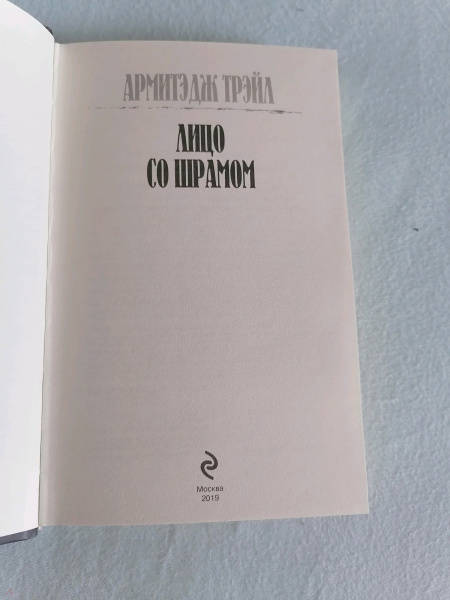 АРМИТЭДЖ ТРЭЙЛ
ЛИЦО
СО ШРАМОМ
Москва
2019